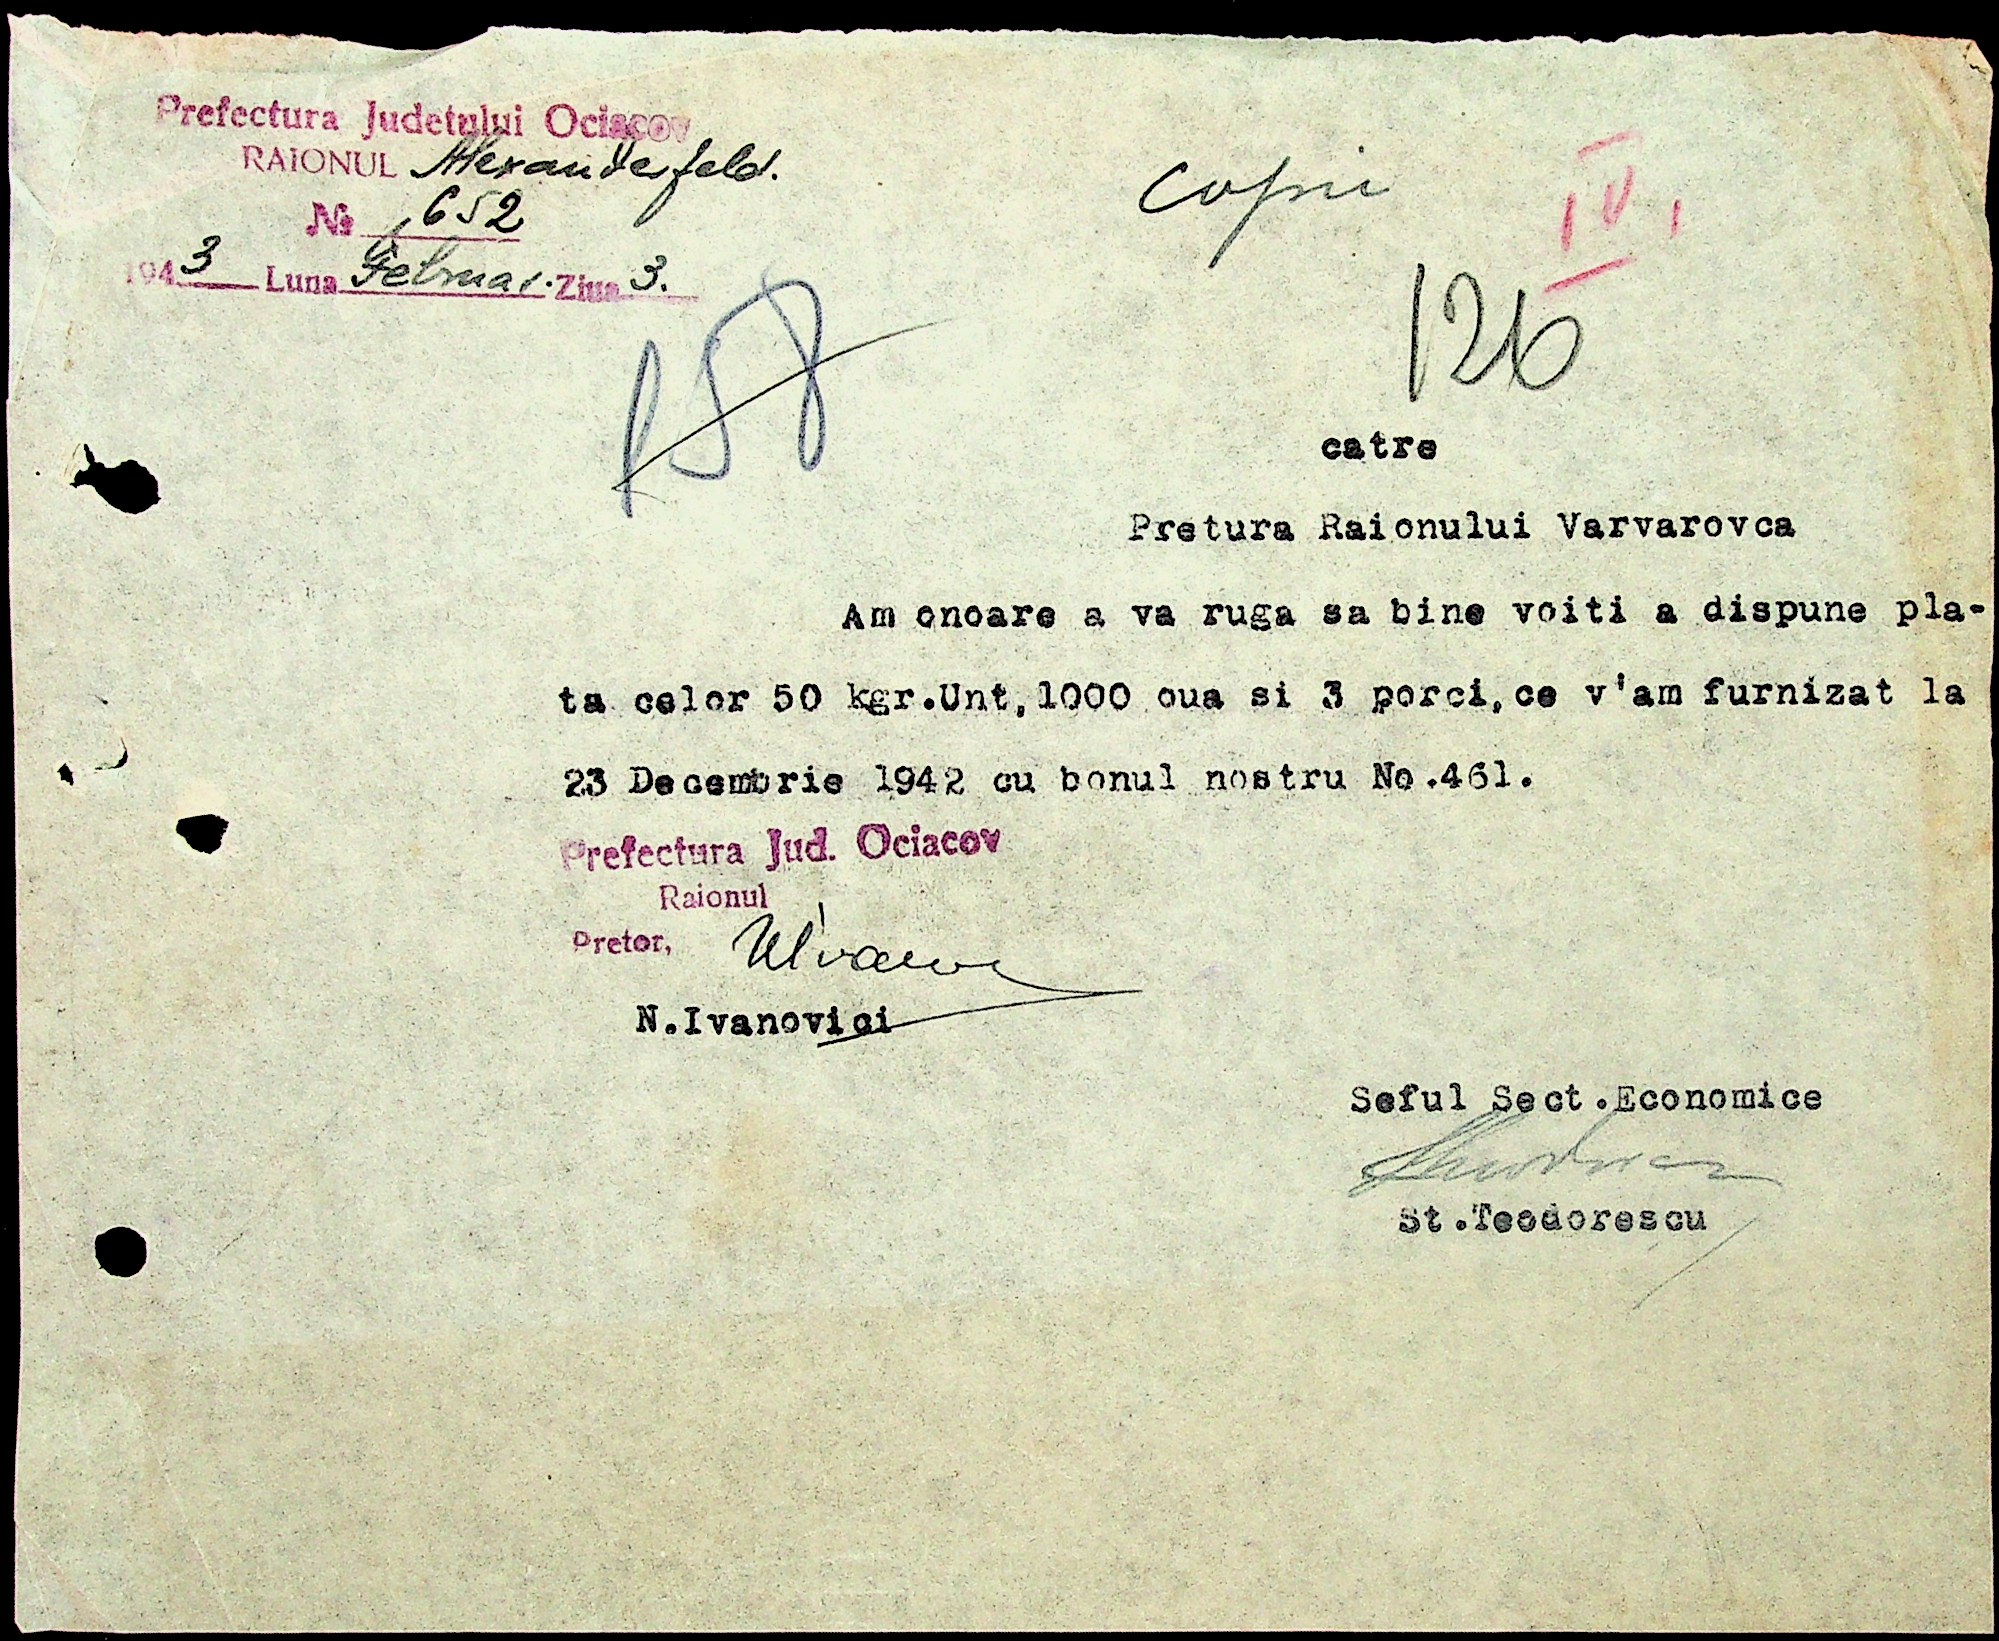 Prefectura Judetului Ociacov
RAIONUL Alexanderfeld.
№ 652
1943 Luna Februar. Ziua 3.
IV
120
158
catre
Pretura Raionului Varvarovca
Am onoare a va ruga sa bine voiti a dispune pla-
ta celor 50 kgr.Unt,1000 oua si 3 porci,ce v'am furnizat la
23 Decembrie 1942 cu bonul nostru No.461.
Prefectura Jud. Ociacov
Raionul
Pretor,
N.Ivanovici
Seful Sect.Economice
St.Teodorescu